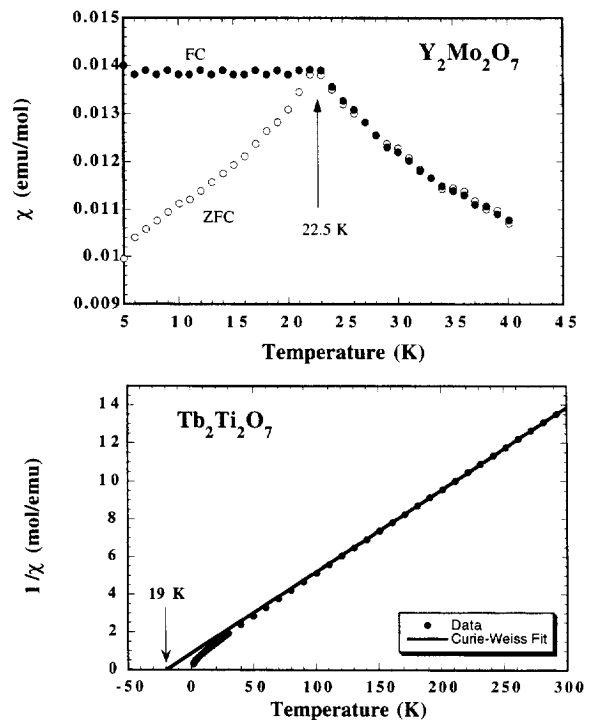 0.015
FC
Y₂Mo₂O₇
0.014
0.013
χ (emu/mol)
0.012
0.011
ZFC
22.5 K
0.01
0.009
5 10 15 20 25 30 35 40 45
Temperature (K)
14
Tb₂Ti₂O₇
12
10
1/χ (mol/emu)
8
6
4
19 K
2
Data
Curie-Weiss Fit
0
-50 0 50 100 150 200 250 300
Temperature (K)